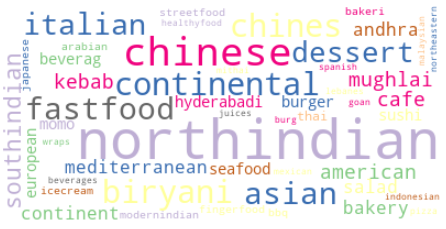 streetfood
bakeri
healthyfood
italian
chines
andhra
malaysian
northeastern
chinese
dessert
japanese
arabian
beverag
continental
spanish
mughlai
kebab
southindian
fastfood
hyderabadi
burger
goan
cafe
juices
burg
thai
sushi
momo
northindian
european
wraps
mediterranean
seafood
american
beverages
icecream
biryani
asian
salad
indonesian
continent
modernindian
bbq
bakery